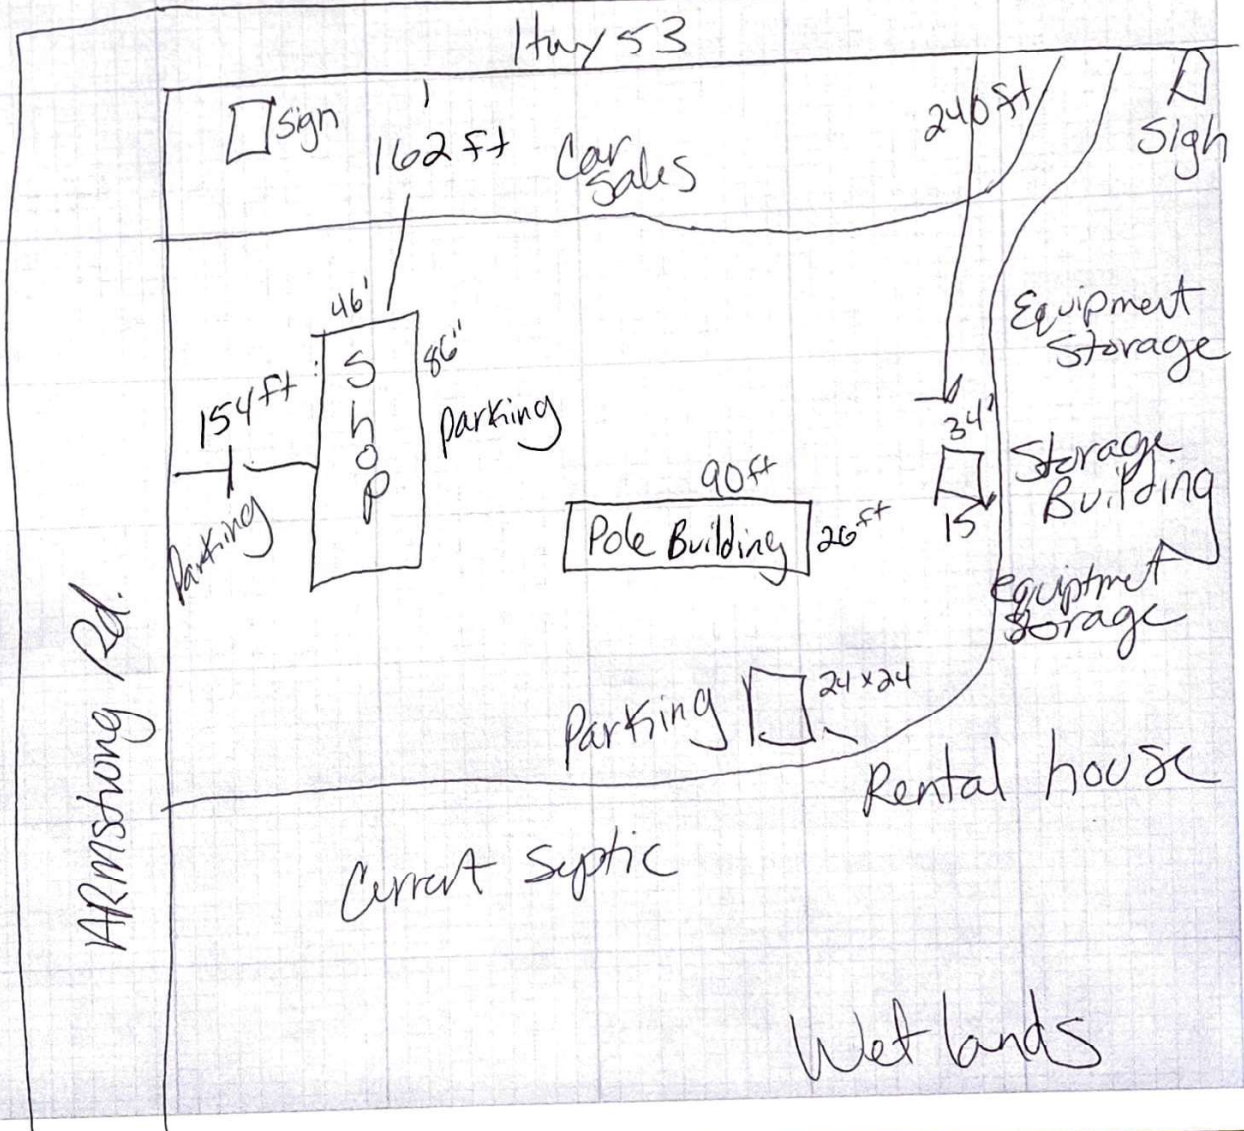 Hwy 53
Sign
162 ft
Car
Sales
240 ft
Sign
46'
86'
Shop
154 ft
Parking
Parking
Equipment
Storage
34'
15
Storage
Building
90 ft
Pole Building
26 ft
equiptmet
Storage
Parking
24 x 24
Rental house
ARMstrong Rd.
Current Septic
Wetlands